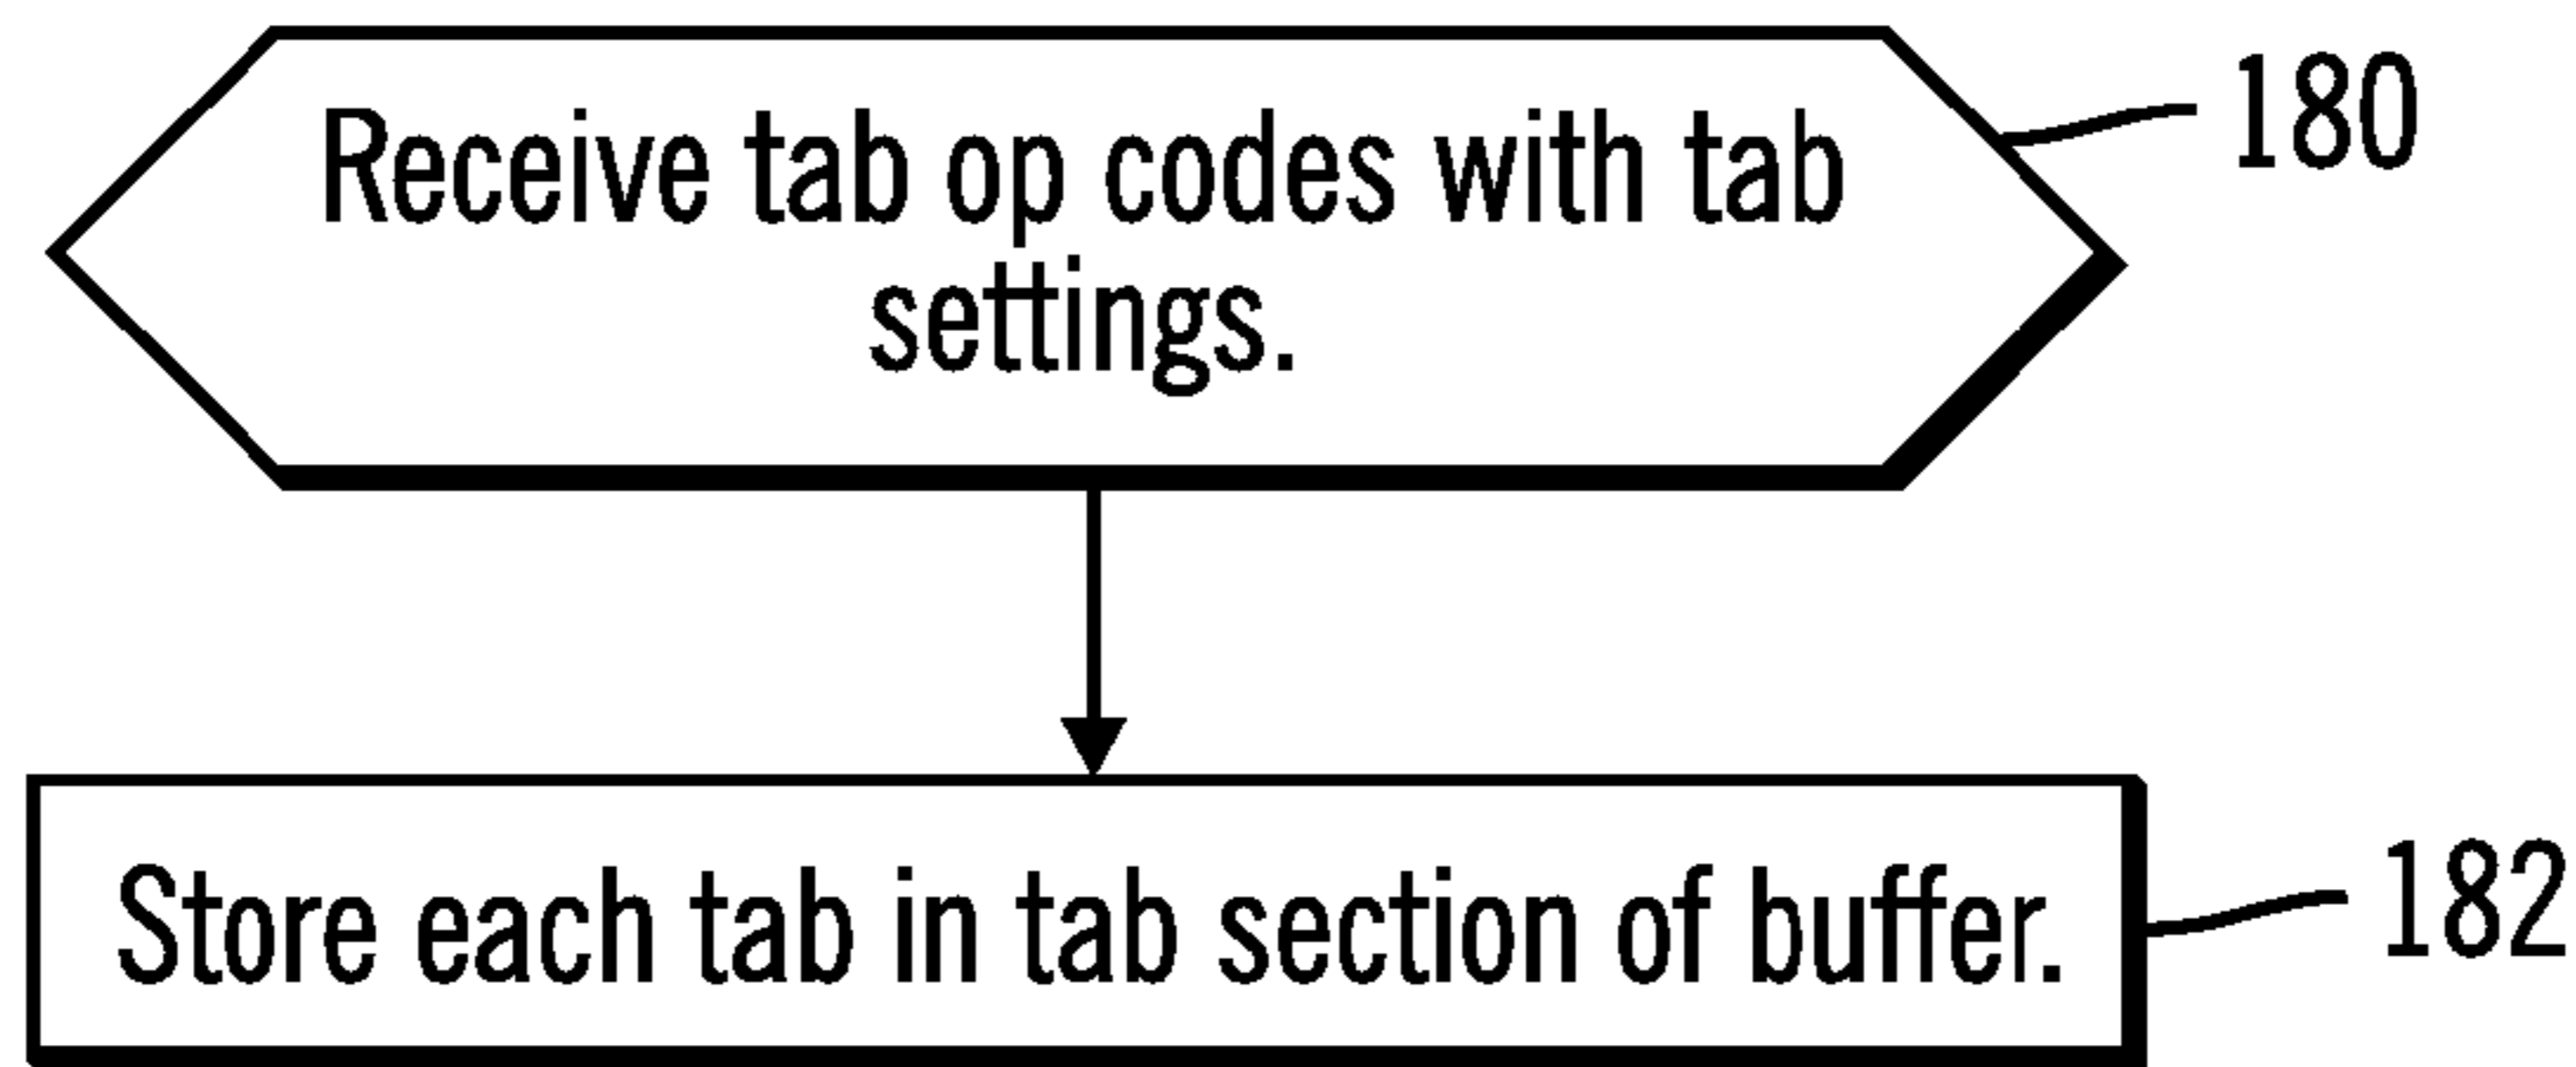 Receive tab op codes with tab
settings.
180
Store each tab in tab section of buffer.
182